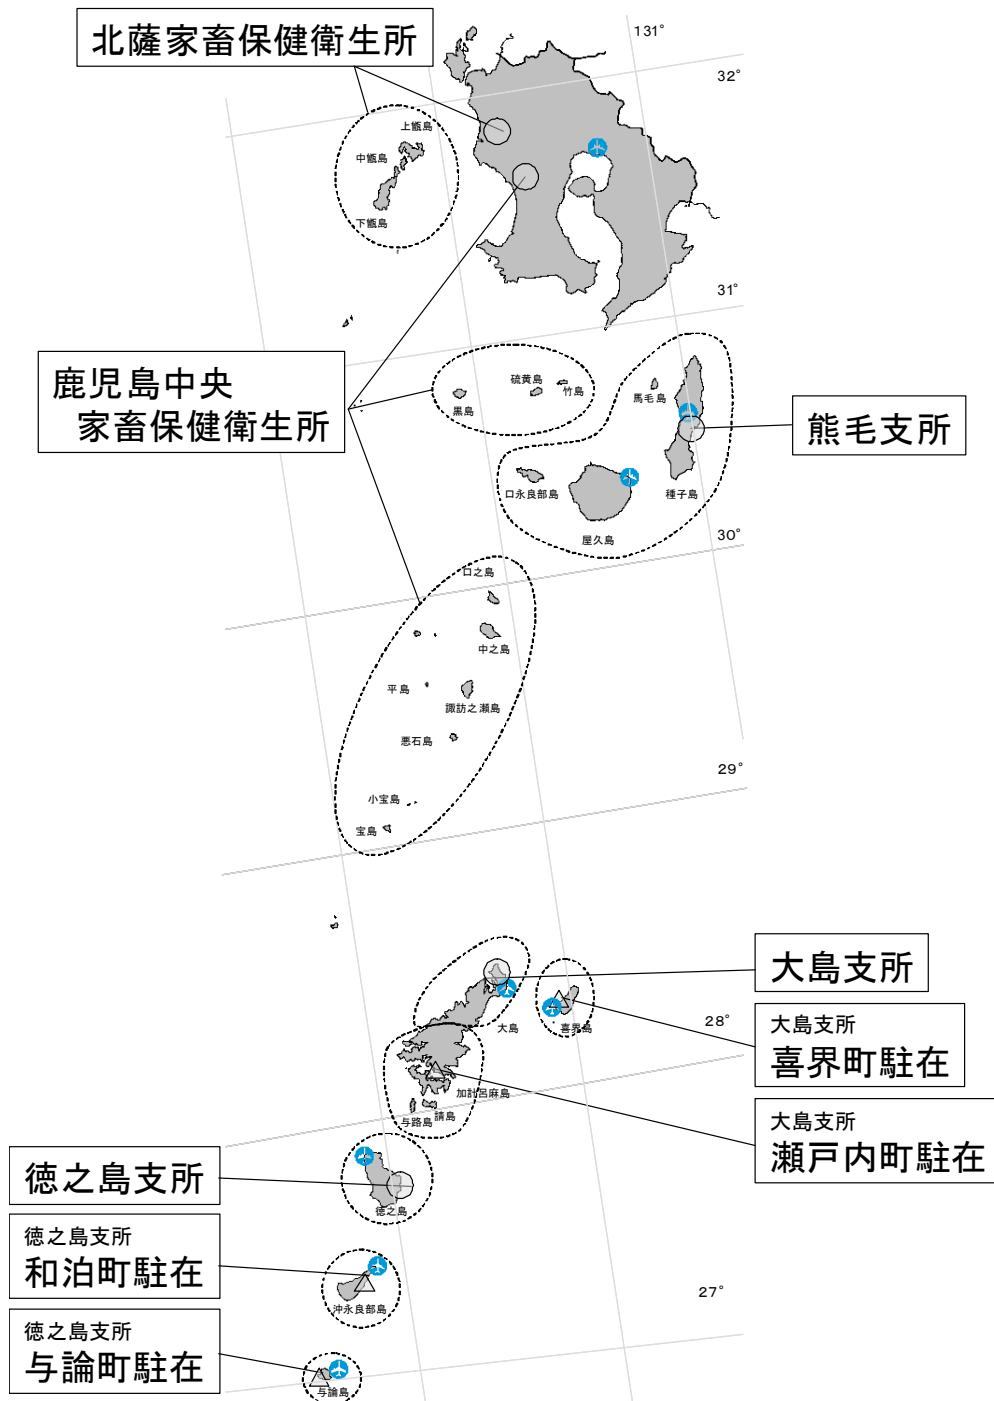 北薩家畜保健衛生所
131°
32°
上甑島
中甑島
下甑島
31°
鹿児島中央
家畜保健衛生所
硫黄島
竹島
黒島
馬毛島
熊毛支所
口永良部島
種子島
屋久島
30°
口之島
中之島
平島
諏訪之瀬島
悪石島
29°
小宝島
宝島
大島支所
大島
喜界島
28°
大島支所
喜界町駐在
加計呂麻島
請島
与路島
大島支所
瀬戸内町駐在
徳之島支所
徳之島
徳之島支所
和泊町駐在
沖永良部島
27°
徳之島支所
与論町駐在
与論島